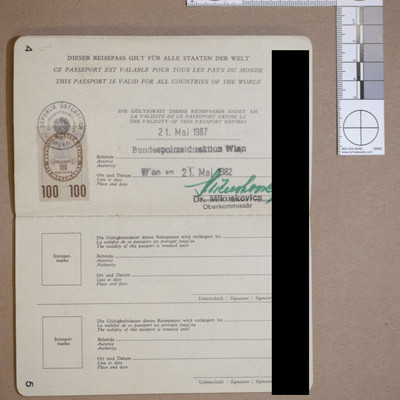 4
DIESER REISEPASS GILT FÜR ALLE STAATEN DER WELT
CE PASSEPORT EST VALABLE POUR TOUS LES PAYS DU MONDE
THIS PASSPORT IS VALID FOR ALL COUNTRIES OF THE WORLD
DIE GÜLTIGKEIT DIESES REISEPASSES ENDET AM
LA VALIDITÉ DE CE PASSEPORT EXPIRE LE
THE VALIDITY OF THIS PASSPORT EXPIRES
21. Mai 1987
Bundespolizeidirektion Wien
Behörde
Autorité
Authority
Ort und Datum Wien am 21. Mai 1982
Lieu et date
Place and date
100 100
Dr. Mikuskovics
Oberkommissär
Stempel-
marke
Die Gültigkeitsdauer dieses Reisepasses wird verlängert bis
La validité de ce passeport est prorogée jusqu'au
The validity of this passport is extended until
Behörde
Autorité
Authority
Ort und Datum
Lieu et date
Place and date
Unterschrift | Signature | Signature
Stempel-
marke
Die Gültigkeitsdauer dieses Reisepasses wird verlängert bis
La validité de ce passeport est prorogée jusqu'au
The validity of this passport is extended until
Behörde
Autorité
Authority
Ort und Datum
Lieu et date
Place and date
Unterschrift | Signature | Signature
5